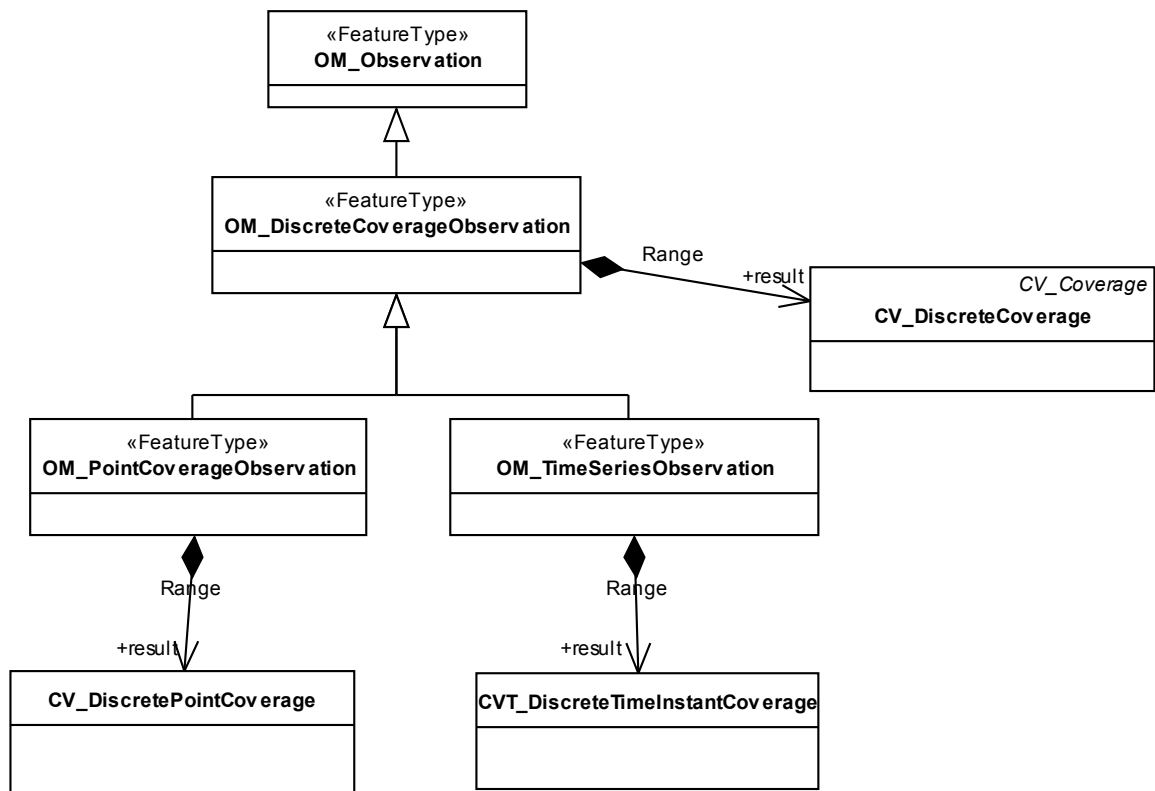 «FeatureType»
OM_Observation
«FeatureType»
OM_DiscreteCoverageObservation
Range
+result
CV_Coverage
CV_DiscreteCoverage
«FeatureType»
OM_PointCoverageObservation
«FeatureType»
OM_TimeSeriesObservation
Range
+result
Range
+result
CV_DiscretePointCoverage
CVT_DiscreteTimeInstantCoverage